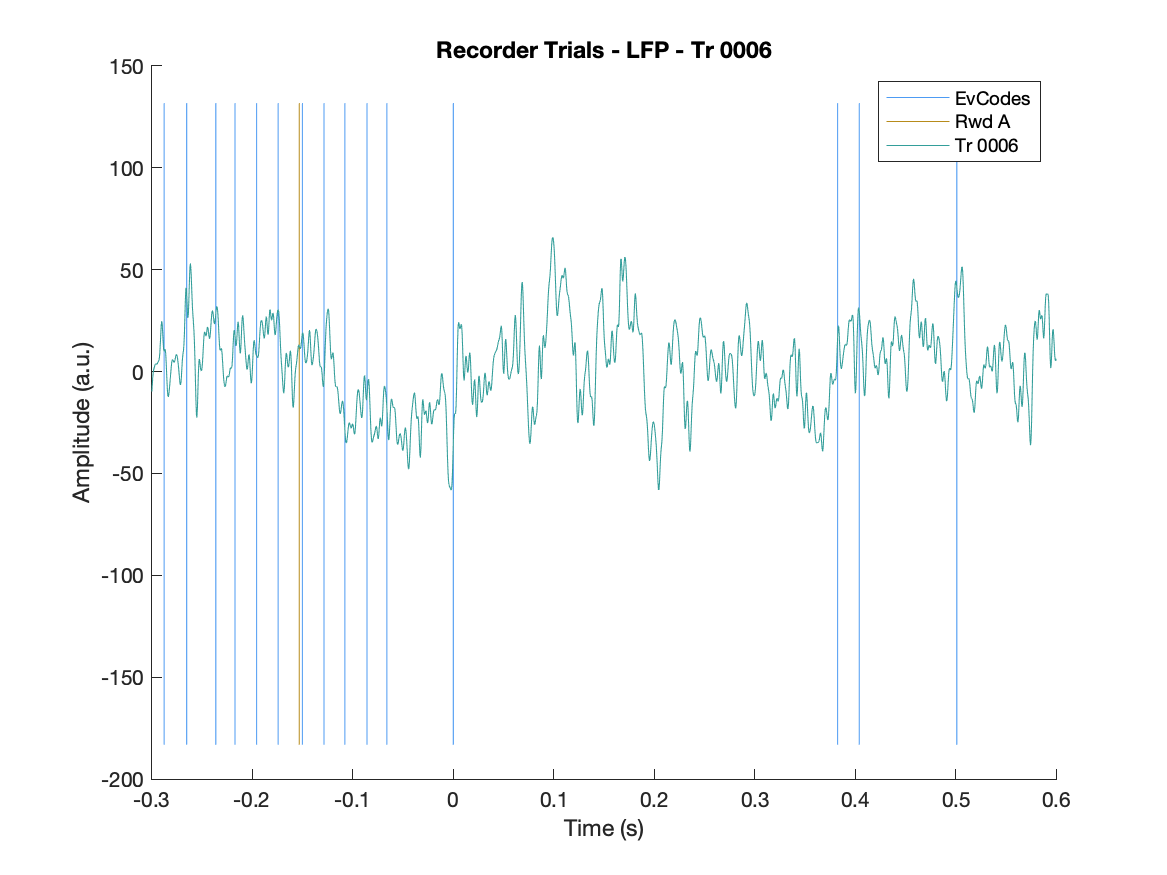 Recorder Trials - LFP - Tr 0006
150
100
50
0
-50
-100
-150
-200
Amplitude (a.u.)
EvCodes
Rwd A
Tr 0006
-0.3 -0.2 -0.1 0 0.1 0.2 0.3 0.4 0.5 0.6
Time (s)